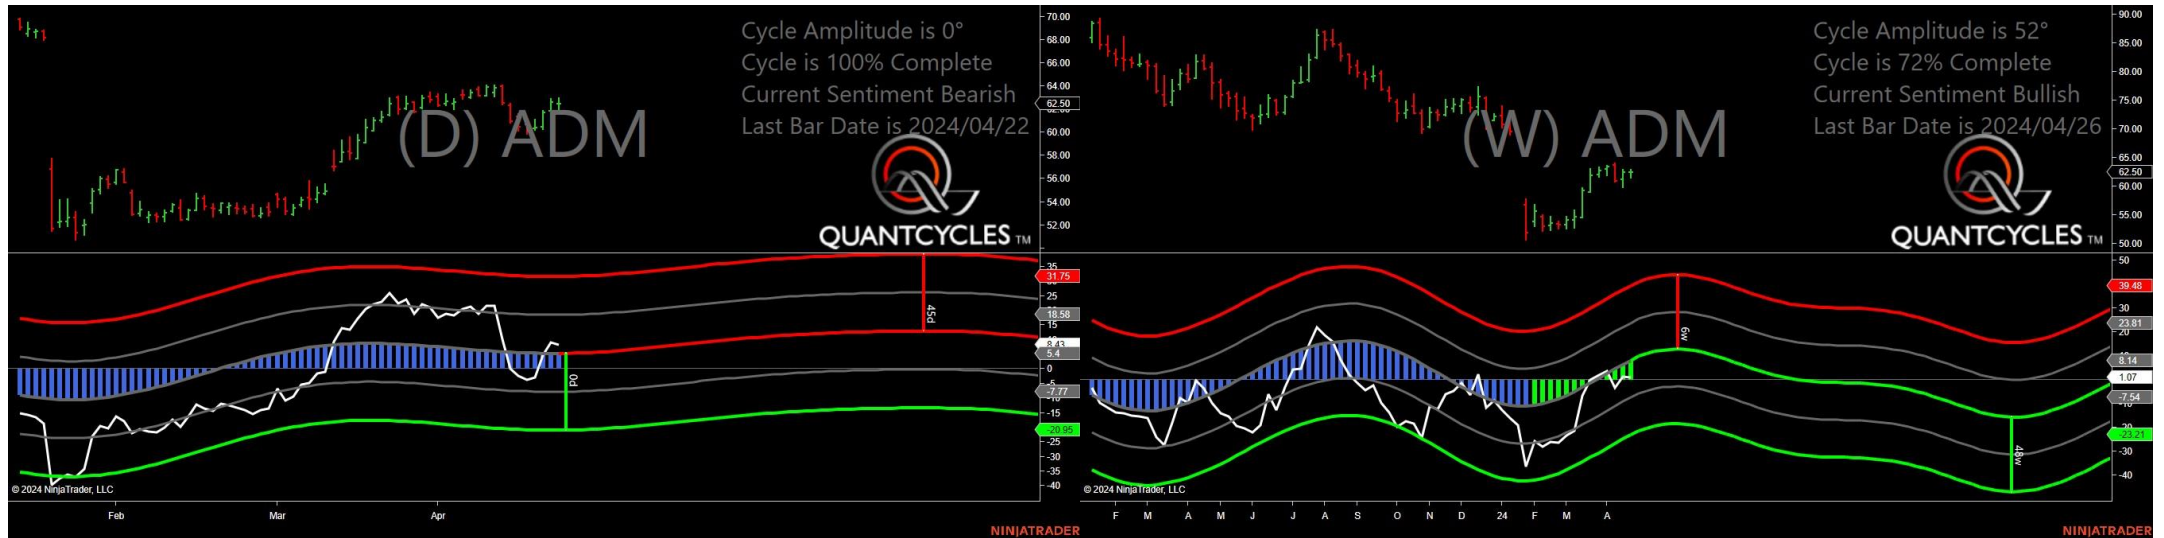 Cycle Amplitude is 0°
Cycle is 100% Complete
Current Sentiment Bearish
Last Bar Date is 2024/04/22
(D) ADM
QUANTCYCLES TM
70.00
68.00
66.00
64.00
62.50
60.00
58.00
56.00
54.00
52.00
35
31.75
25
18.58
15
8.43
5.4
0
-5
-7.77
-10
-15
-20.95
-25
-30
-35
-40
45d
0d
© 2024 NinjaTrader, LLC
Feb Mar Apr
NINJATRADER
Cycle Amplitude is 52°
Cycle is 72% Complete
Current Sentiment Bullish
Last Bar Date is 2024/04/26
(W) ADM
QUANTCYCLES TM
90.00
85.00
80.00
75.00
70.00
65.00
62.50
60.00
55.00
50.00
50
39.48
30
23.81
20
8.14
1.07
-7.54
-10
-20
-23.21
-30
-40
6w
48w
© 2024 NinjaTrader, LLC
F M A M J J A S O N D 24 F M A
NINJATRADER